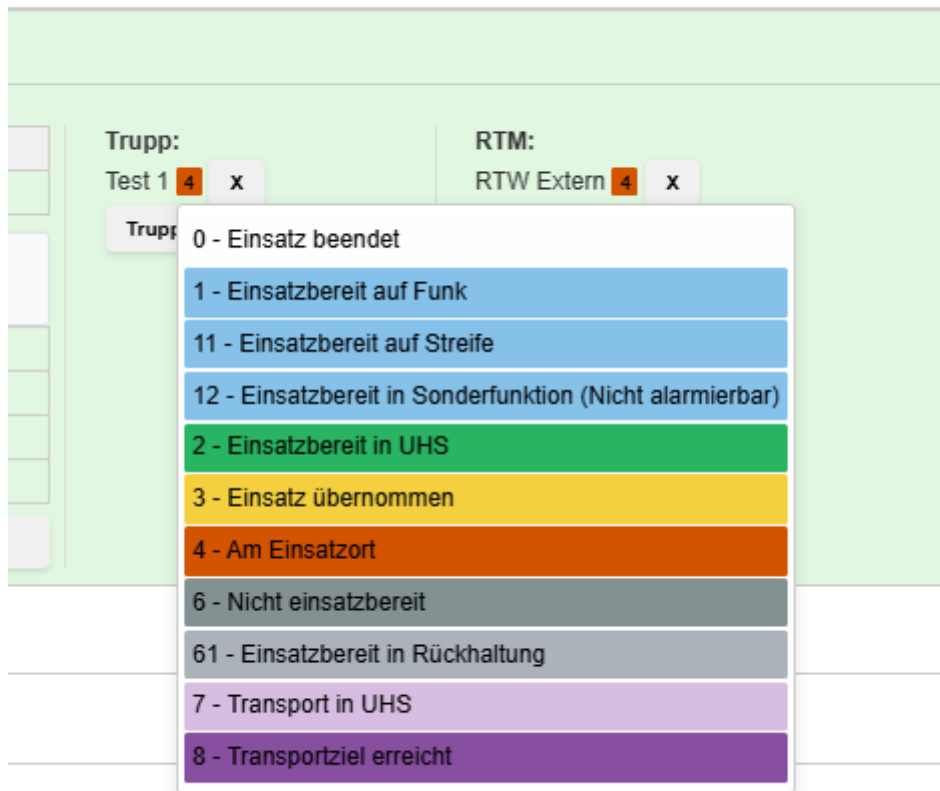 Trupp:
Test 1 4 X
RTM:
RTW Extern 4 X
Trupp
0 - Einsatz beendet
1 - Einsatzbereit auf Funk
11 - Einsatzbereit auf Streife
12 - Einsatzbereit in Sonderfunktion (Nicht alarmierbar)
2 - Einsatzbereit in UHS
3 - Einsatz übernommen
4 - Am Einsatzort
6 - Nicht einsatzbereit
61 - Einsatzbereit in Rückhaltung
7 - Transport in UHS
8 - Transportziel erreicht